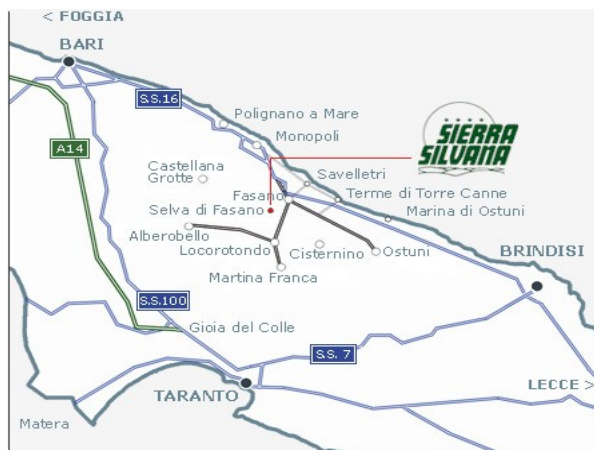 < FOGGIA
BARI
S.S.16
Polignano a Mare
SIERRA
SILVANA
A14
Monopoli
Castellana
Grotte
Savelletri
Fasano
Terme di Torre Canne
Selva di Fasano
Marina di Ostuni
Alberobello
Locorotondo
Cisternino
Ostuni
BRINDISI
Martina Franca
S.S.100
Gioia del Colle
S.S. 7
TARANTO
LECCE >
Matera